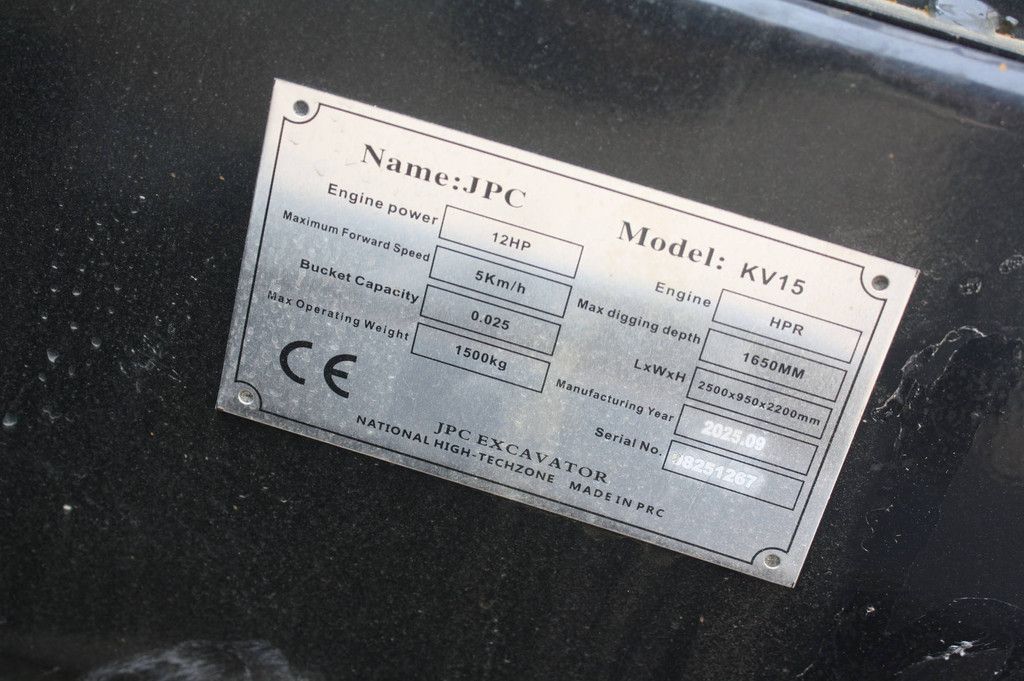 Name:JPC
Model: KV15
Engine power 12HP
Maximum Forward Speed 5Km/h
Bucket Capacity 0.025
Max Operating Weight 1500kg
Engine HPR
Max digging depth 1650MM
LxWxH 2500x950x2200mm
Manufacturing Year 2025.09
Serial No.
CE
JPC EXCAVATOR
NATIONAL HIGH-TECHZONE MADE IN PRC